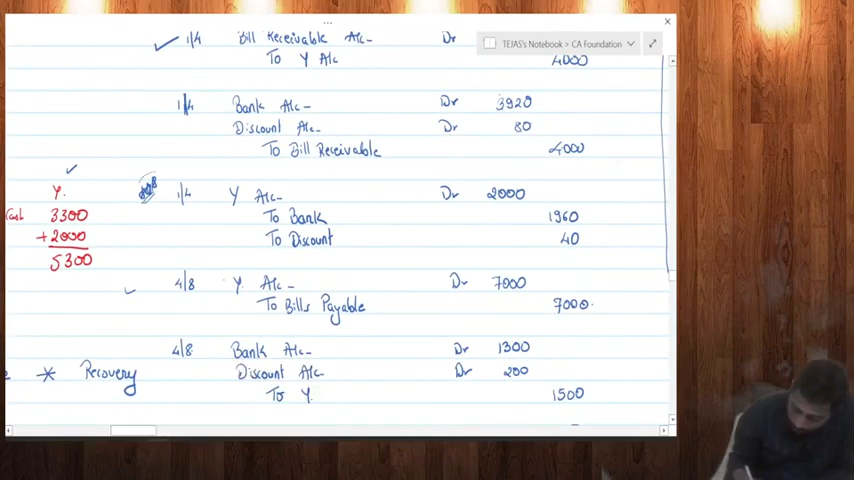 TEJAS's Notebook > CA Foundation
1/4 Bill Receivable A/c- Dr
To Y A/c 4000
1/4 Bank A/c- Dr 3920
Discount A/c- Dr 80
To Bill Receivable 4000
1/4 Y A/c- Dr 2000
To Bank 1960
To Discount 40
Y.
Cash 3300
+2000
5300
4/8 Y A/c- Dr 7000
To Bills Payable 7000.
4/8 Bank A/c- Dr 1300
* Recovery Discount A/c Dr 200
To Y. 1500